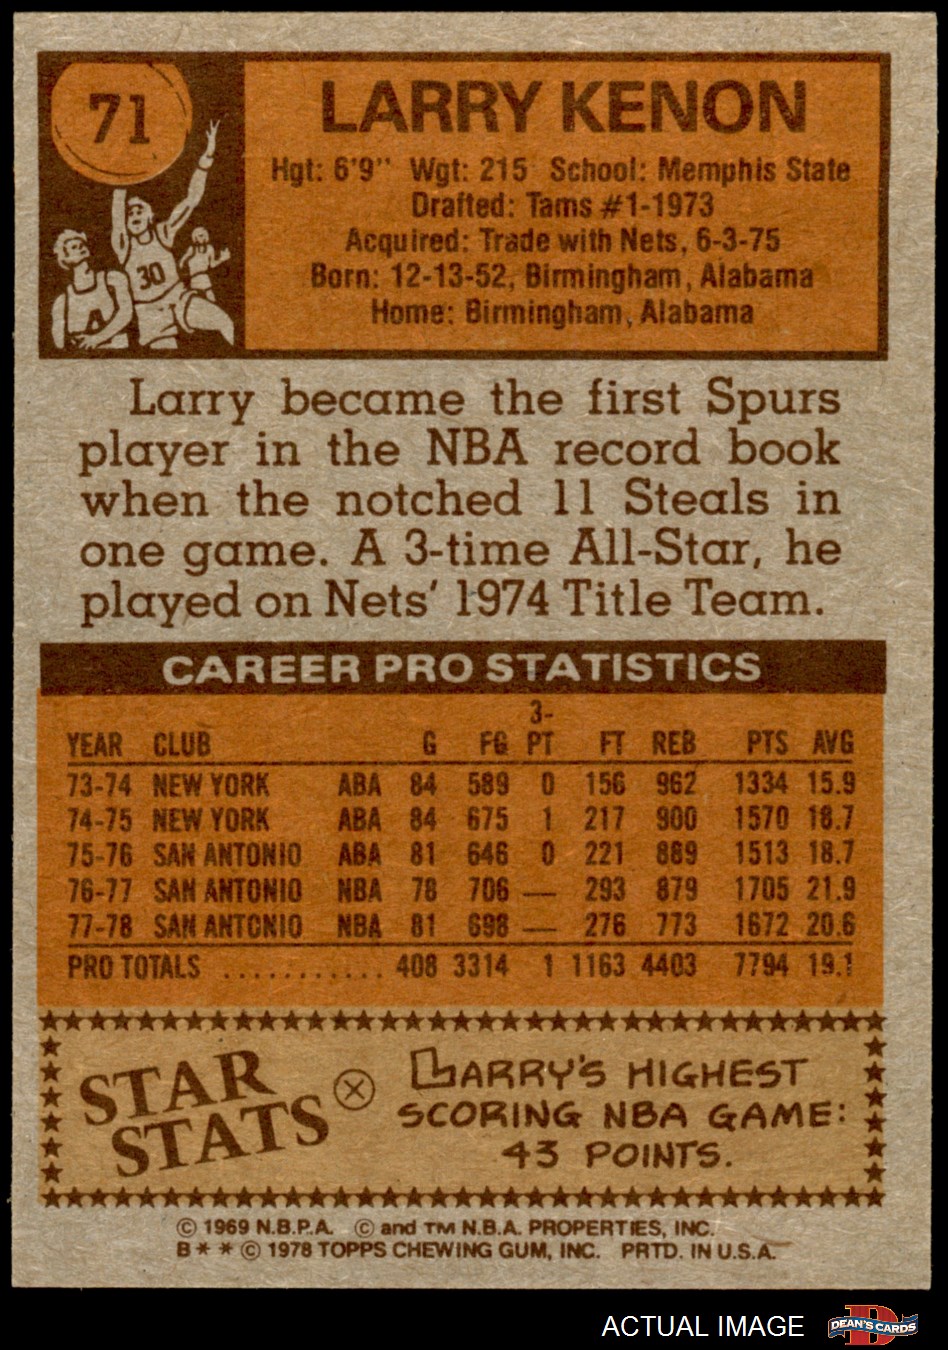 71
LARRY KENON
Hgt: 6'9" Wgt: 215 School: Memphis State
Drafted: Tams #1-1973
Acquired: Trade with Nets, 6-3-75
Born: 12-13-52, Birmingham, Alabama
Home: Birmingham, Alabama
30
A
Larry became the first Spurs
player in the NBA record book
when the notched 11 Steals in
one game. A 3-time All-Star, he
played on Nets' 1974 Title Team.
CAREER PRO STATISTICS
YEAR CLUB G FG 3-PT FT REB PTS AVG
73-74 NEW YORK ABA 84 589 0 156 962 1334 15.9
74-75 NEW YORK ABA 84 675 1 217 900 1570 18.7
75-76 SAN ANTONIO ABA 81 646 0 221 889 1513 18.7
76-77 SAN ANTONIO NBA 78 706 — 293 879 1705 21.9
77-78 SAN ANTONIO NBA 81 698 — 276 773 1672 20.6
PRO TOTALS ........... 408 3314 1 1163 4403 7794 19.1
STAR
STATS
LARRY'S HIGHEST
SCORING NBA GAME:
43 POINTS.
© 1969 N.B.P.A. © and TM N.B.A. PROPERTIES, INC.
B * * © 1978 TOPPS CHEWING GUM, INC. PRTD. IN U.S.A.
ACTUAL IMAGE
D
DEAN'S CARDS